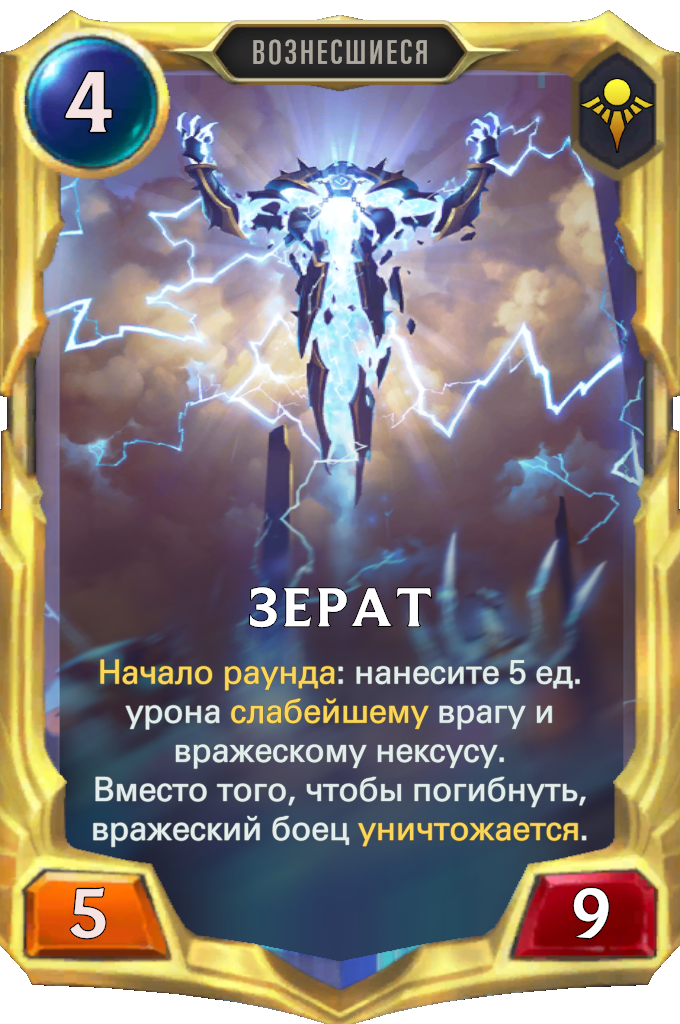 ВОЗНЕСШИЕСЯ
4
ЗЕРАТ
Начало раунда: нанесите 5 ед.
урона слабейшему врагу и
вражескому нексусу.
Вместо того, чтобы погибнуть,
вражеский боец уничтожается.
5
9